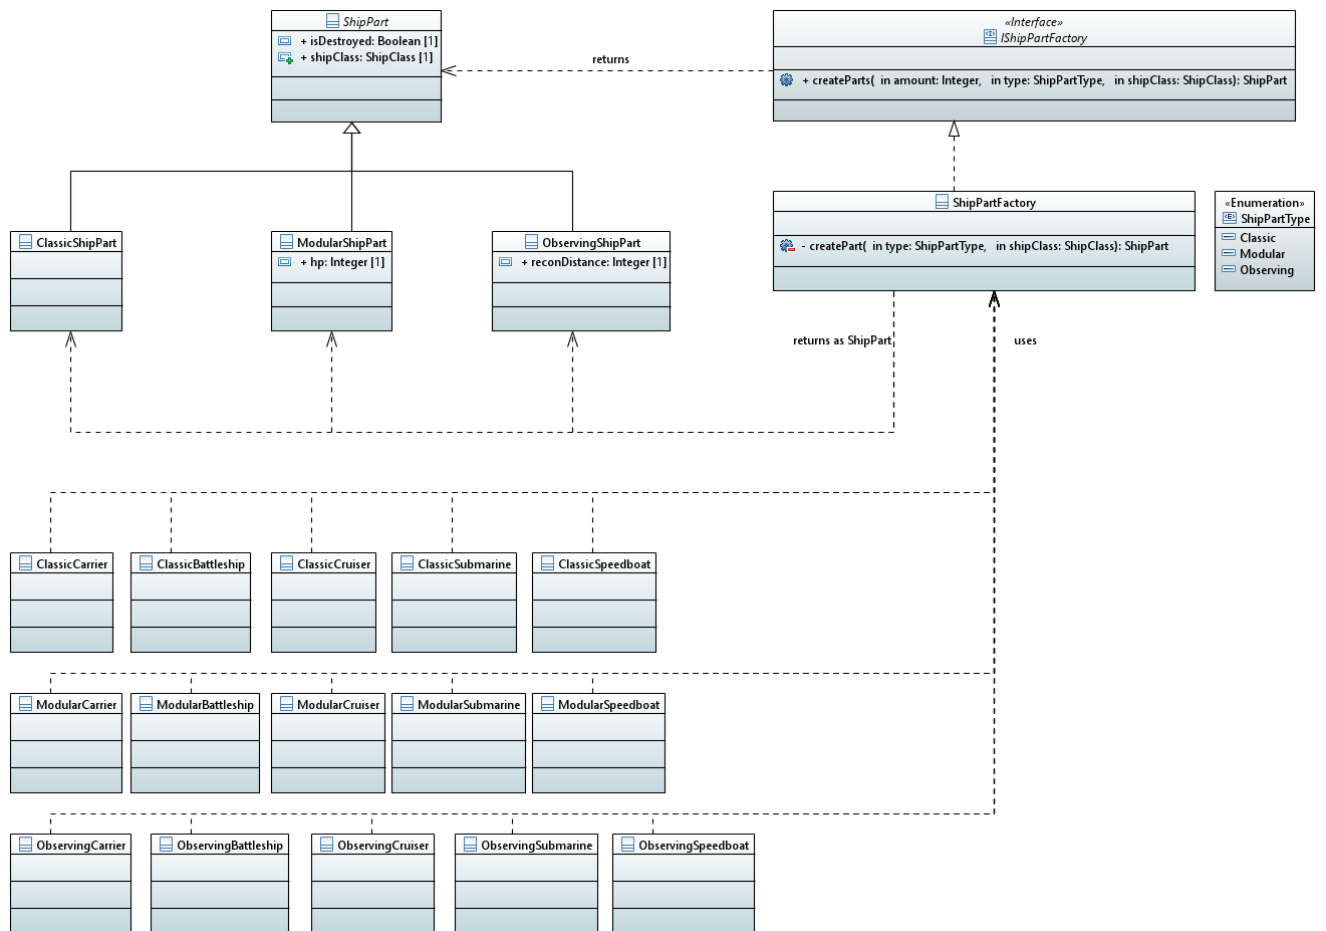 ShipPart
+ isDestroyed: Boolean [1]
+ shipClass: ShipClass [1]
returns
«Interface»
IShipPartFactory
+ createParts( in amount: Integer, in type: ShipPartType, in shipClass: ShipClass): ShipPart
ClassicShipPart
ModularShipPart
+ hp: Integer [1]
ObservingShipPart
+ reconDistance: Integer [1]
ShipPartFactory
- createPart( in type: ShipPartType, in shipClass: ShipClass): ShipPart
«Enumeration»
ShipPartType
Classic
Modular
Observing
returns as ShipPart
uses
ClassicCarrier
ClassicBattleship
ClassicCruiser
ClassicSubmarine
ClassicSpeedboat
ModularCarrier
ModularBattleship
ModularCruiser
ModularSubmarine
ModularSpeedboat
ObservingCarrier
ObservingBattleship
ObservingCruiser
ObservingSubmarine
ObservingSpeedboat